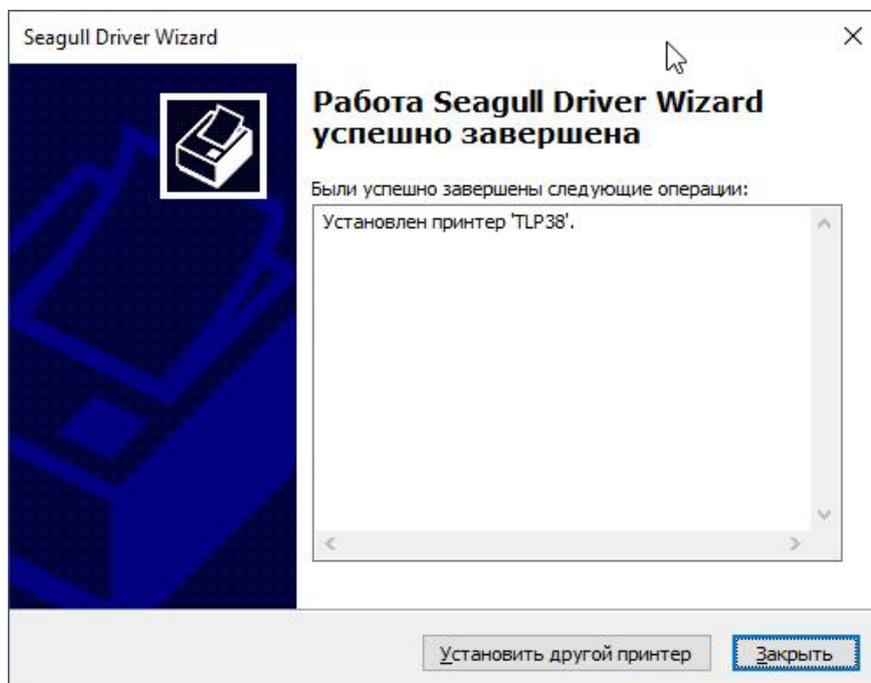 Seagull Driver Wizard
Работа Seagull Driver Wizard
успешно завершена
Были успешно завершены следующие операции:
Установлен принтер 'TLP38'.
Установить другой принтер
Закрыть